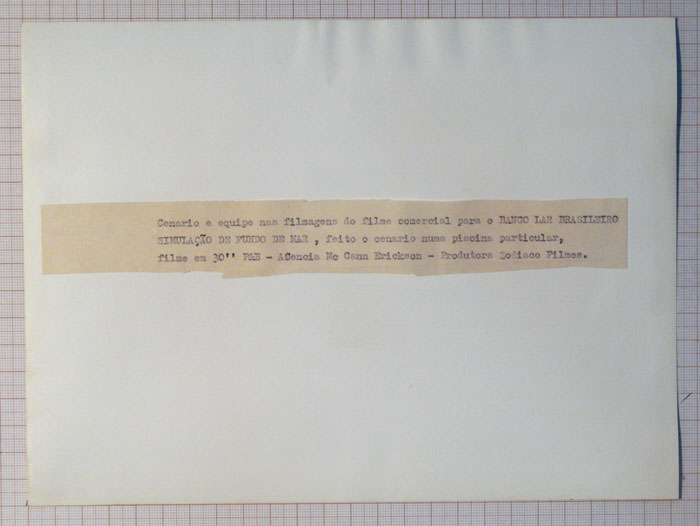 Cenario e equipe nas filmagens do filme comercial para o BANCO LAR BRASILEIRO
SIMULAÇÃO DE FUNDO DE MAR , feito o cenario numa piscina particular,
filme em 30'' P&B - Agencia Mc Cann Erickson - Produtora Zodiaco Filmes.